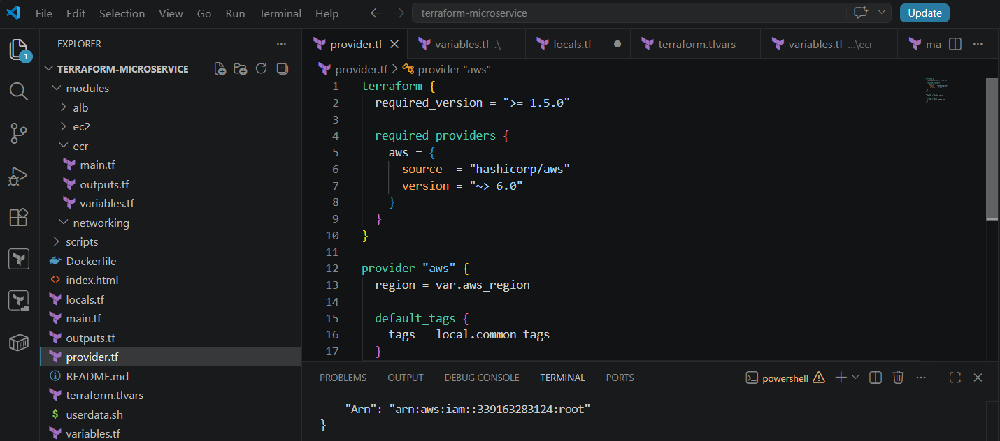 File Edit Selection View Go Run Terminal Help
terraform-microservice
Update
1
EXPLORER
TERRAFORM-MICROSERVICE
modules
alb
ec2
ecr
main.tf
outputs.tf
variables.tf
networking
scripts
Dockerfile
index.html
locals.tf
main.tf
outputs.tf
provider.tf
README.md
terraform.tfvars
userdata.sh
variables.tf
provider.tf variables.tf .\ locals.tf terraform.tfvars variables.tf ...\ecr ma
provider.tf > provider "aws"
1 terraform {
2 required_version = ">= 1.5.0"
3
4 required_providers {
5 aws = {
6 source  = "hashicorp/aws"
7 version = "~> 6.0"
8 }
9 }
10 }
11
12 provider "aws" {
13 region = var.aws_region
14
15 default_tags {
16 tags = local.common_tags
17 }
PROBLEMS OUTPUT DEBUG CONSOLE TERMINAL PORTS
powershell
"Arn": "arn:aws:iam::339163283124:root"
}